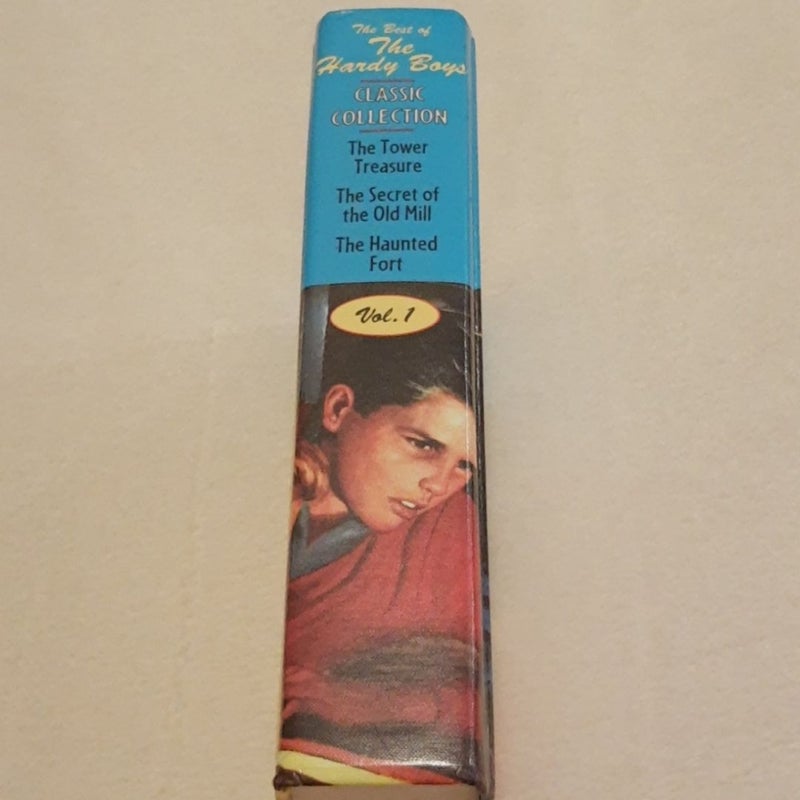 The Best of
The
Hardy Boys
CLASSIC
COLLECTION
The Tower
Treasure
The Secret of
the Old Mill
The Haunted
Fort
Vol. 1